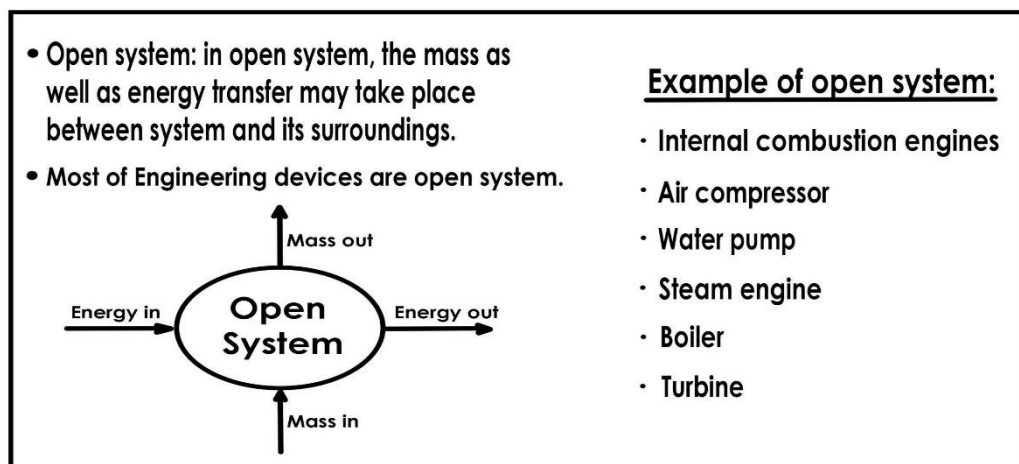 • Open system: in open system, the mass as
well as energy transfer may take place
between system and its surroundings.
• Most of Engineering devices are open system.
Mass out
Energy in
Open
System
Energy out
Mass in
Example of open system:
· Internal combustion engines
· Air compressor
· Water pump
· Steam engine
· Boiler
· Turbine